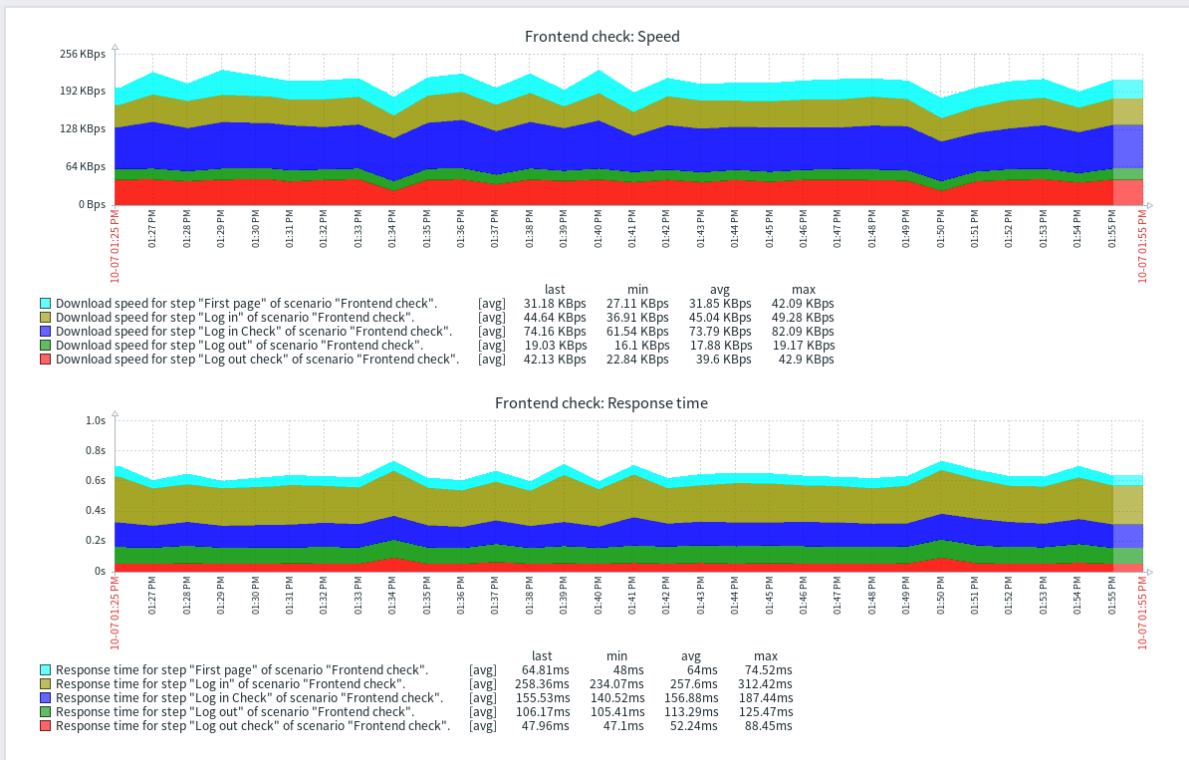 Frontend check: Speed
256 KBps
192 KBps
128 KBps
64 KBps
0 Bps
10-07 01:25 PM 01:27 PM 01:28 PM 01:29 PM 01:30 PM 01:31 PM 01:32 PM 01:33 PM 01:34 PM 01:35 PM 01:36 PM 01:37 PM 01:38 PM 01:39 PM 01:40 PM 01:41 PM 01:42 PM 01:43 PM 01:44 PM 01:45 PM 01:46 PM 01:47 PM 01:48 PM 01:49 PM 01:50 PM 01:51 PM 01:52 PM 01:53 PM 01:54 PM 01:55 PM 10-07 01:55 PM
last min avg max
Download speed for step "First page" of scenario "Frontend check". [avg] 31.18 KBps 27.11 KBps 31.85 KBps 42.09 KBps
Download speed for step "Log in" of scenario "Frontend check". [avg] 44.64 KBps 36.91 KBps 45.04 KBps 49.28 KBps
Download speed for step "Log in Check" of scenario "Frontend check". [avg] 74.16 KBps 61.54 KBps 73.79 KBps 82.09 KBps
Download speed for step "Log out" of scenario "Frontend check". [avg] 19.03 KBps 16.1 KBps 17.88 KBps 19.17 KBps
Download speed for step "Log out check" of scenario "Frontend check". [avg] 42.13 KBps 22.84 KBps 39.6 KBps 42.9 KBps
Frontend check: Response time
1.0s
0.8s
0.6s
0.4s
0.2s
0s
10-07 01:25 PM 01:27 PM 01:28 PM 01:29 PM 01:30 PM 01:31 PM 01:32 PM 01:33 PM 01:34 PM 01:35 PM 01:36 PM 01:37 PM 01:38 PM 01:39 PM 01:40 PM 01:41 PM 01:42 PM 01:43 PM 01:44 PM 01:45 PM 01:46 PM 01:47 PM 01:48 PM 01:49 PM 01:50 PM 01:51 PM 01:52 PM 01:53 PM 01:54 PM 01:55 PM 10-07 01:55 PM
last min avg max
Response time for step "First page" of scenario "Frontend check". [avg] 64.81ms 48ms 64ms 74.52ms
Response time for step "Log in" of scenario "Frontend check". [avg] 258.36ms 234.07ms 257.6ms 312.42ms
Response time for step "Log in Check" of scenario "Frontend check". [avg] 155.53ms 140.52ms 156.88ms 187.44ms
Response time for step "Log out" of scenario "Frontend check". [avg] 106.17ms 105.41ms 113.29ms 125.47ms
Response time for step "Log out check" of scenario "Frontend check". [avg] 47.96ms 47.1ms 52.24ms 88.45ms